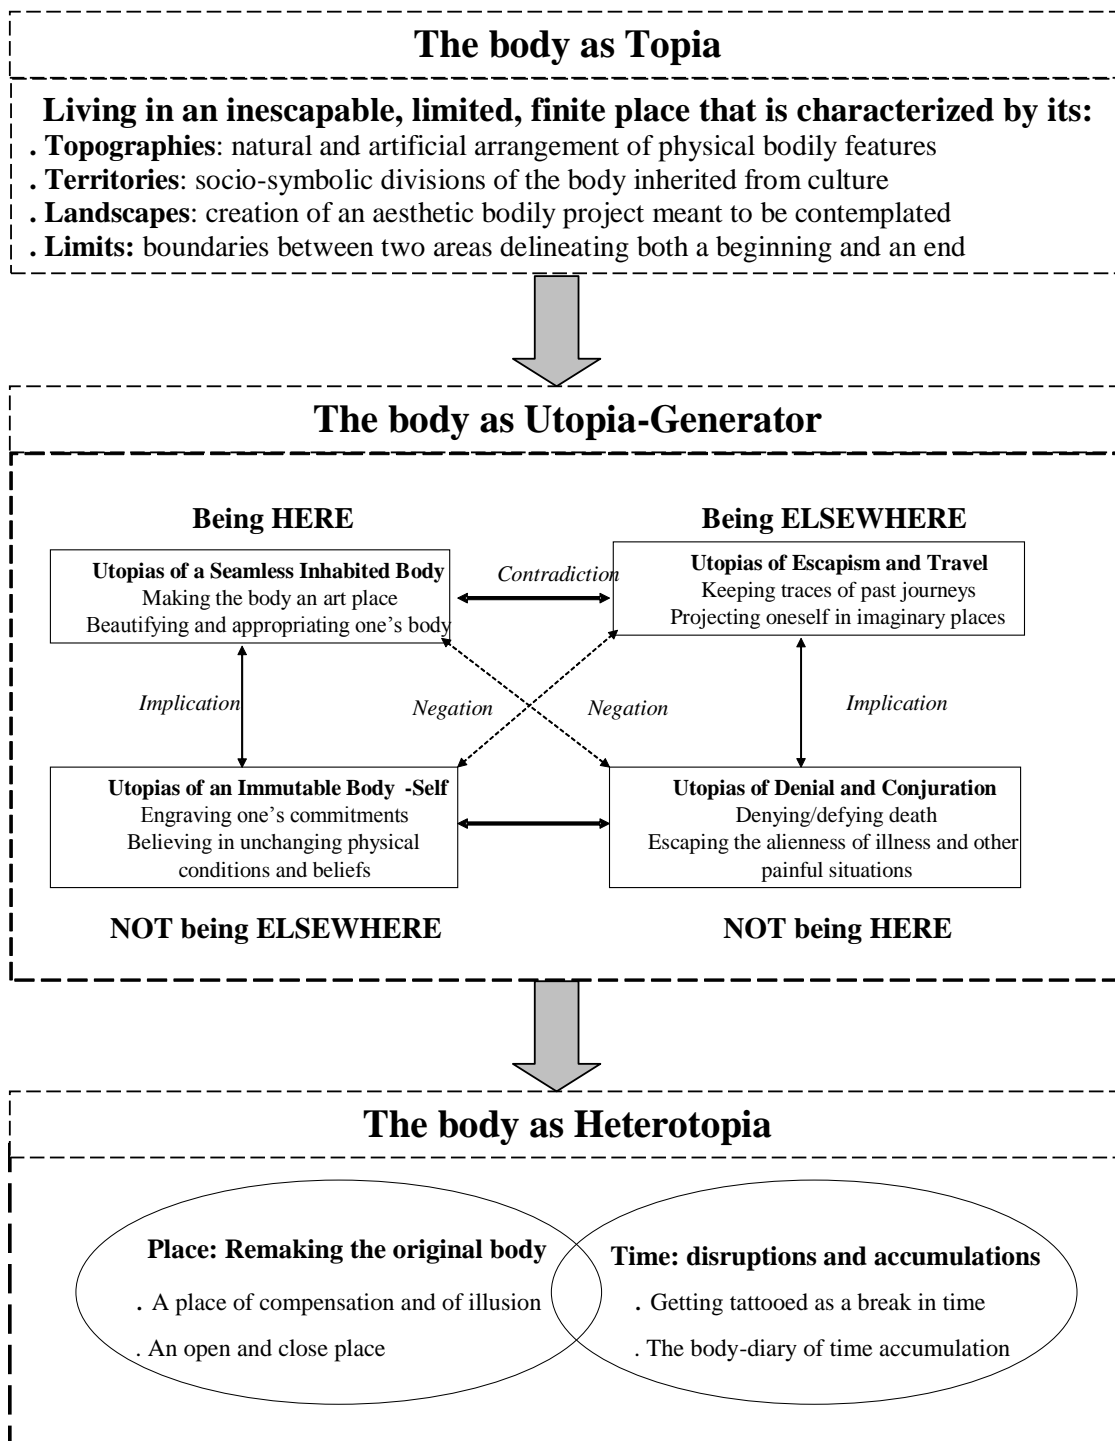 The body as Topia
Living in an inescapable, limited, finite place that is characterized by its:
. Topographies: natural and artificial arrangement of physical bodily features
. Territories: socio-symbolic divisions of the body inherited from culture
. Landscapes: creation of an aesthetic bodily project meant to be contemplated
. Limits: boundaries between two areas delineating both a beginning and an end
The body as Utopia-Generator
Being HERE
Being ELSEWHERE
Utopias of a Seamless Inhabited Body
Making the body an art place
Beautifying and appropriating one's body
Contradiction
Utopias of Escapism and Travel
Keeping traces of past journeys
Projecting oneself in imaginary places
Implication
Negation
Negation
Implication
Utopias of an Immutable Body -Self
Engraving one's commitments
Believing in unchanging physical
conditions and beliefs
Utopias of Denial and Conjuration
Denying/defying death
Escaping the alienness of illness and other
painful situations
NOT being ELSEWHERE
NOT being HERE
The body as Heterotopia
Place: Remaking the original body
. A place of compensation and of illusion
. An open and close place
Time: disruptions and accumulations
. Getting tattooed as a break in time
. The body-diary of time accumulation